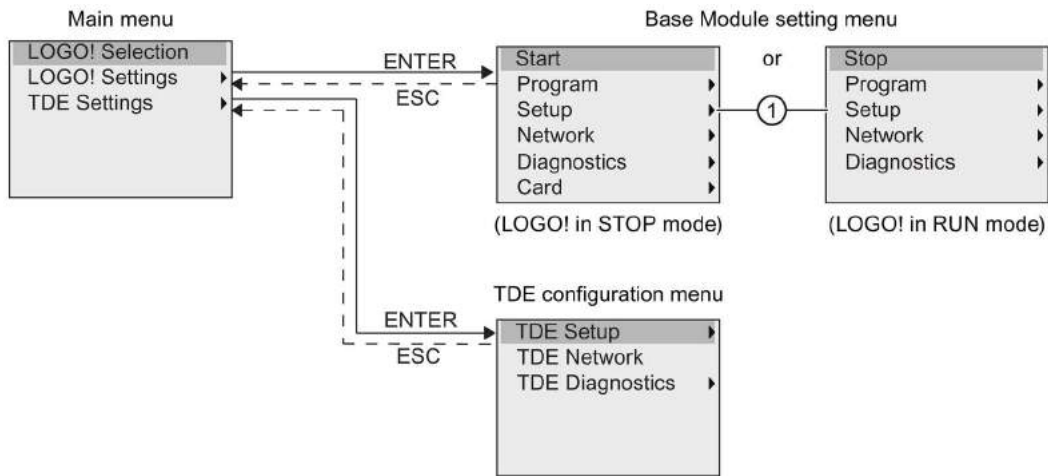 Main menu
LOGO! Selection
LOGO! Settings
TDE Settings
ENTER
ESC
Base Module setting menu
Start
Program
Setup
Network
Diagnostics
Card
(LOGO! in STOP mode)
or
1
Stop
Program
Setup
Network
Diagnostics
(LOGO! in RUN mode)
TDE configuration menu
ENTER
ESC
TDE Setup
TDE Network
TDE Diagnostics